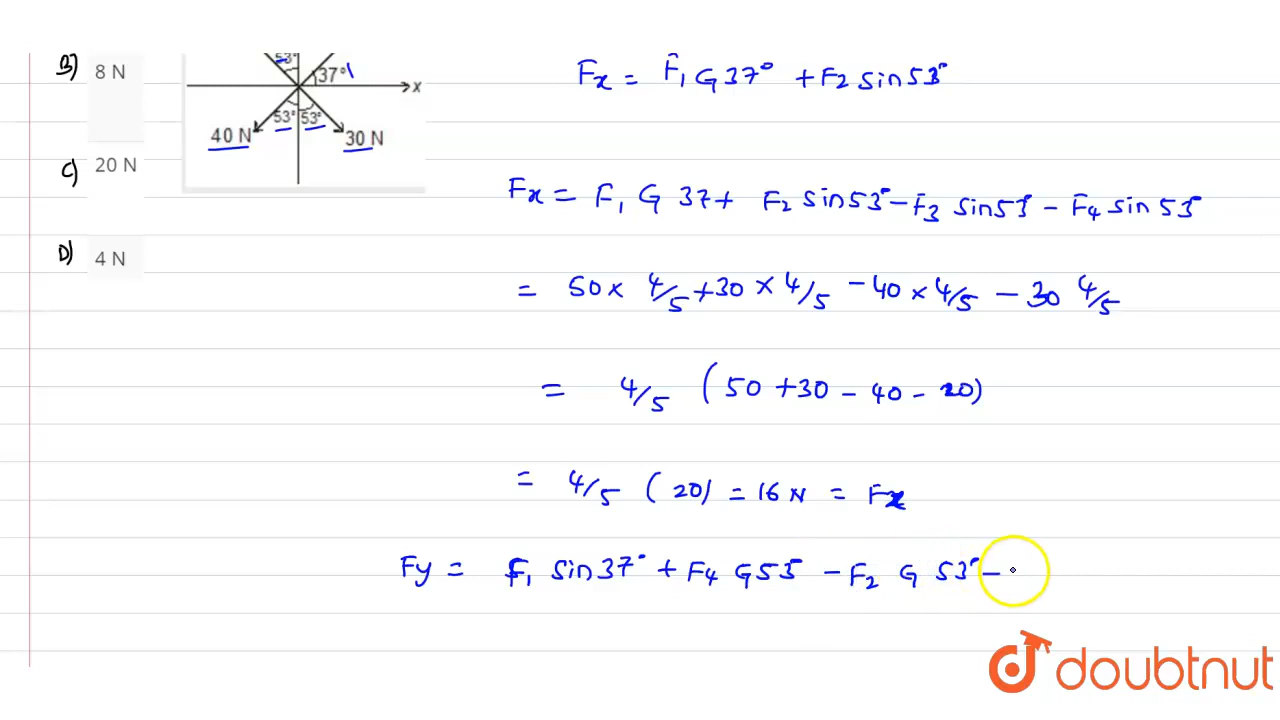 B) 8 N
53°
37°
x
53° 53°
40 N
30 N
Fx = F1 G 37° + F2 sin 53°
C) 20 N
Fx = F1 G 37 + F2 sin 53° - F3 sin 53 - F4 sin 53°
D) 4 N
= 50 × 4/5 + 30 × 4/5 - 40 × 4/5 - 30 4/5
= 4/5 (50 + 30 - 40 - 20)
= 4/5 (20) = 16 N = Fx
Fy = F1 sin 37° + F4 G 53° - F2 G 53° -
doubtnut